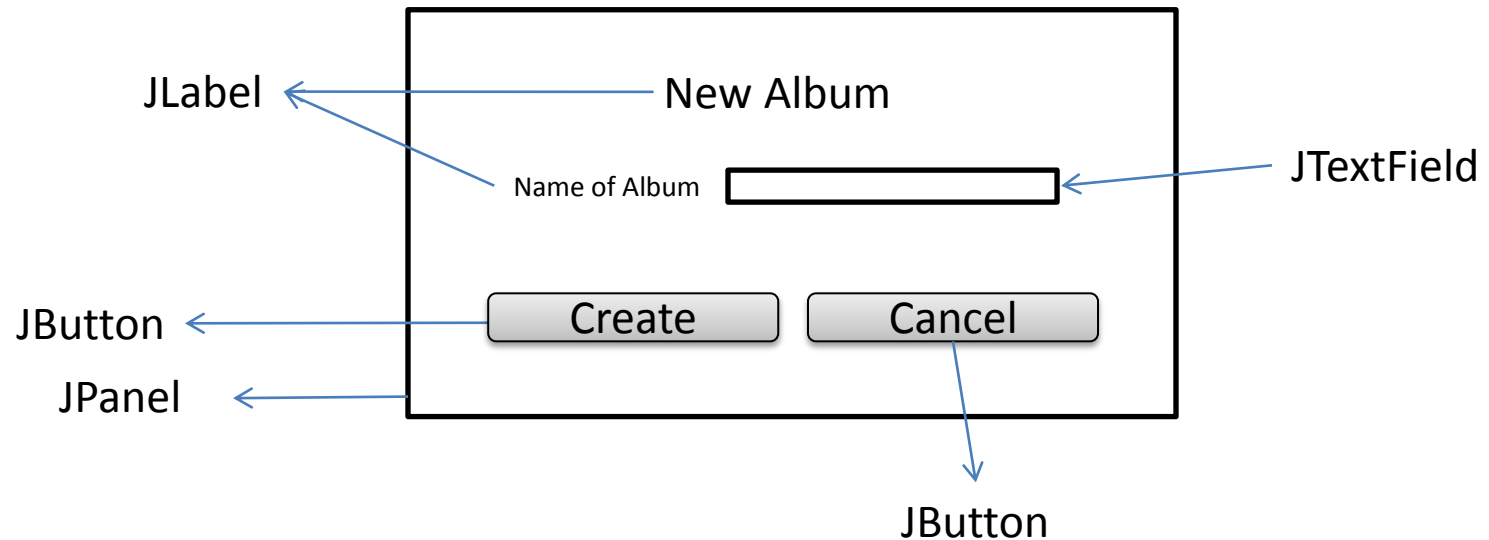 New Album
JLabel
JTextField
Name of Album
Create
Cancel
JButton
JPanel
JButton